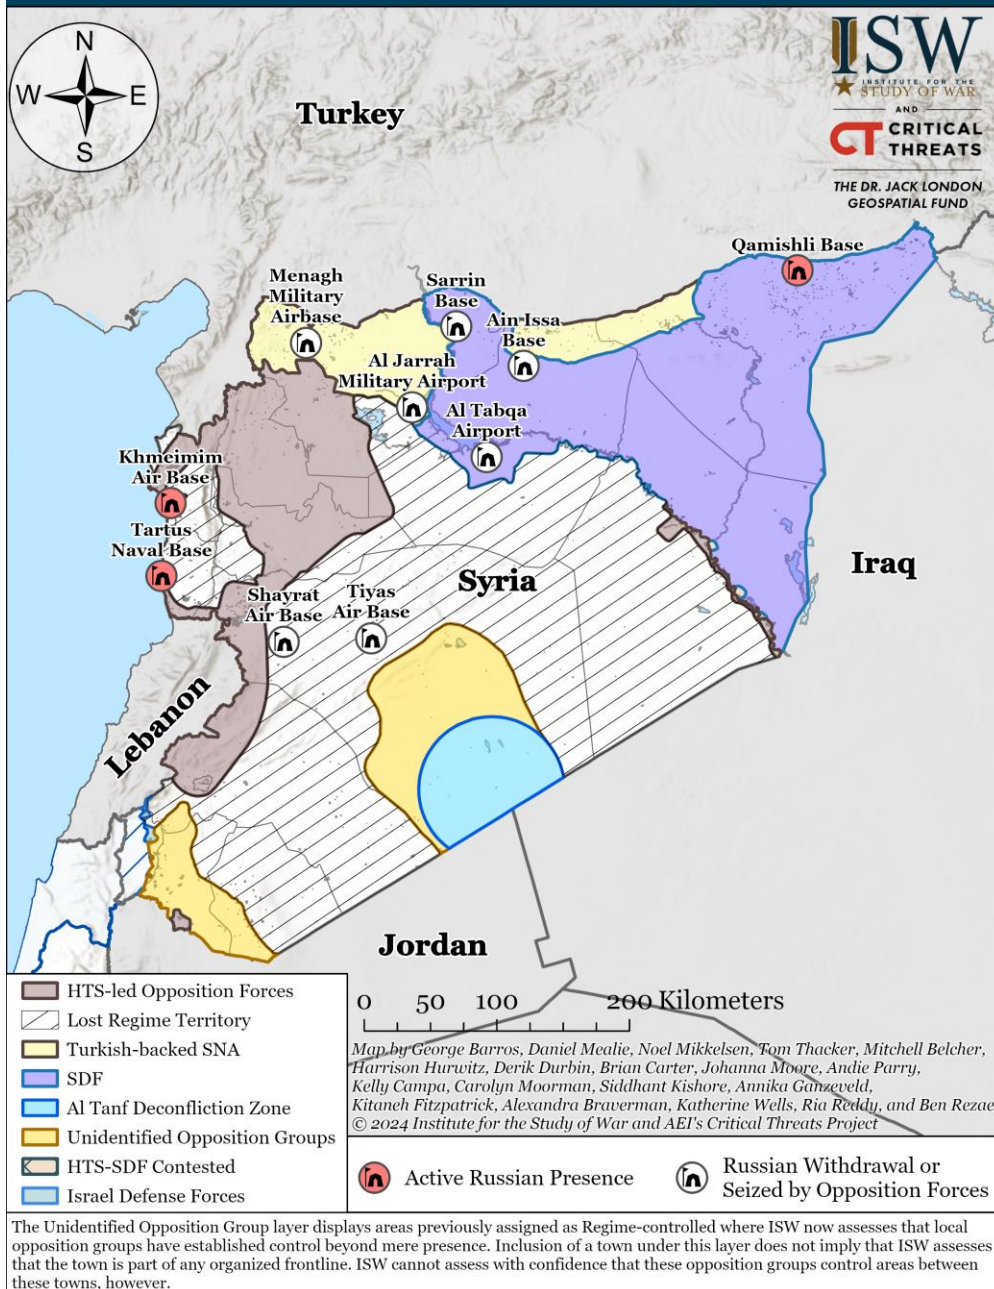 N
W E
S
Turkey
ISW
INSTITUTE FOR THE
STUDY OF WAR
AND
CT CRITICAL
THREATS
THE DR. JACK LONDON
GEOSPATIAL FUND
Qamishli Base
Menagh
Military
Airbase
Sarrin
Base
Ain Issa
Base
Al Jarrah
Military Airport
Al Tabqa
Airport
Khmeimim
Air Base
Tartus
Naval Base
Shayrat
Air Base
Tiyas
Air Base
Syria
Iraq
Lebanon
Jordan
HTS-led Opposition Forces
Lost Regime Territory
Turkish-backed SNA
SDF
Al Tanf Deconfliction Zone
Unidentified Opposition Groups
HTS-SDF Contested
Israel Defense Forces
0 50 100 200 Kilometers
Map by George Barros, Daniel Mealie, Noel Mikkelsen, Tom Thacker, Mitchell Belcher,
Harrison Hurwitz, Derik Durbin, Brian Carter, Johanna Moore, Andie Parry,
Kelly Campa, Carolyn Moorman, Siddhant Kishore, Annika Ganzeveld,
Kitaneh Fitzpatrick, Alexandra Braverman, Katherine Wells, Ria Reddy, and Ben Rezaei
© 2024 Institute for the Study of War and AEI's Critical Threats Project
Active Russian Presence
Russian Withdrawal or
Seized by Opposition Forces
The Unidentified Opposition Group layer displays areas previously assigned as Regime-controlled where ISW now assesses that local
opposition groups have established control beyond mere presence. Inclusion of a town under this layer does not imply that ISW assesses
that the town is part of any organized frontline. ISW cannot assess with confidence that these opposition groups control areas between
these towns, however.